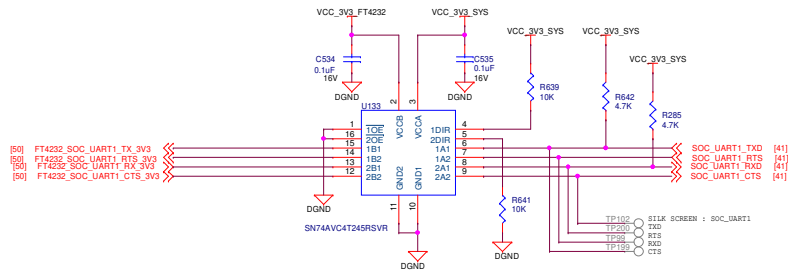 VCC_3V3_FT4232
VCC_3V3_SYS
VCC_3V3_SYS
VCC_3V3_SYS
VCC_3V3_SYS
C534
0.1uF
16V
C535
0.1uF
16V
R639
10K
R642
4.7K
R285
4.7K
DGND
DGND
U133
2
3
VCCB
VCCA
1
1OE
1DIR
4
16
2OE
2DIR
5
[50] FT4232_SOC_UART1_TX_3V3
15
1B1
1A1
6
SOC_UART1_TXD [41]
[50] FT4232_SOC_UART1_RTS_3V3
14
1B2
1A2
7
SOC_UART1_RTS [41]
[50] FT4232_SOC_UART1_RX_3V3
13
2B1
2A1
8
SOC_UART1_RXD [41]
[50] FT4232_SOC_UART1_CTS_3V3
12
2B2
2A2
9
SOC_UART1_CTS [41]
GND2
GND1
11
10
R641
10K
DGND
SN74AVC4T245RSVR
DGND
DGND
SILK SCREEN : SOC_UART1
TP102
TXD
TP200
RTS
TP99
RXD
TP199
CTS